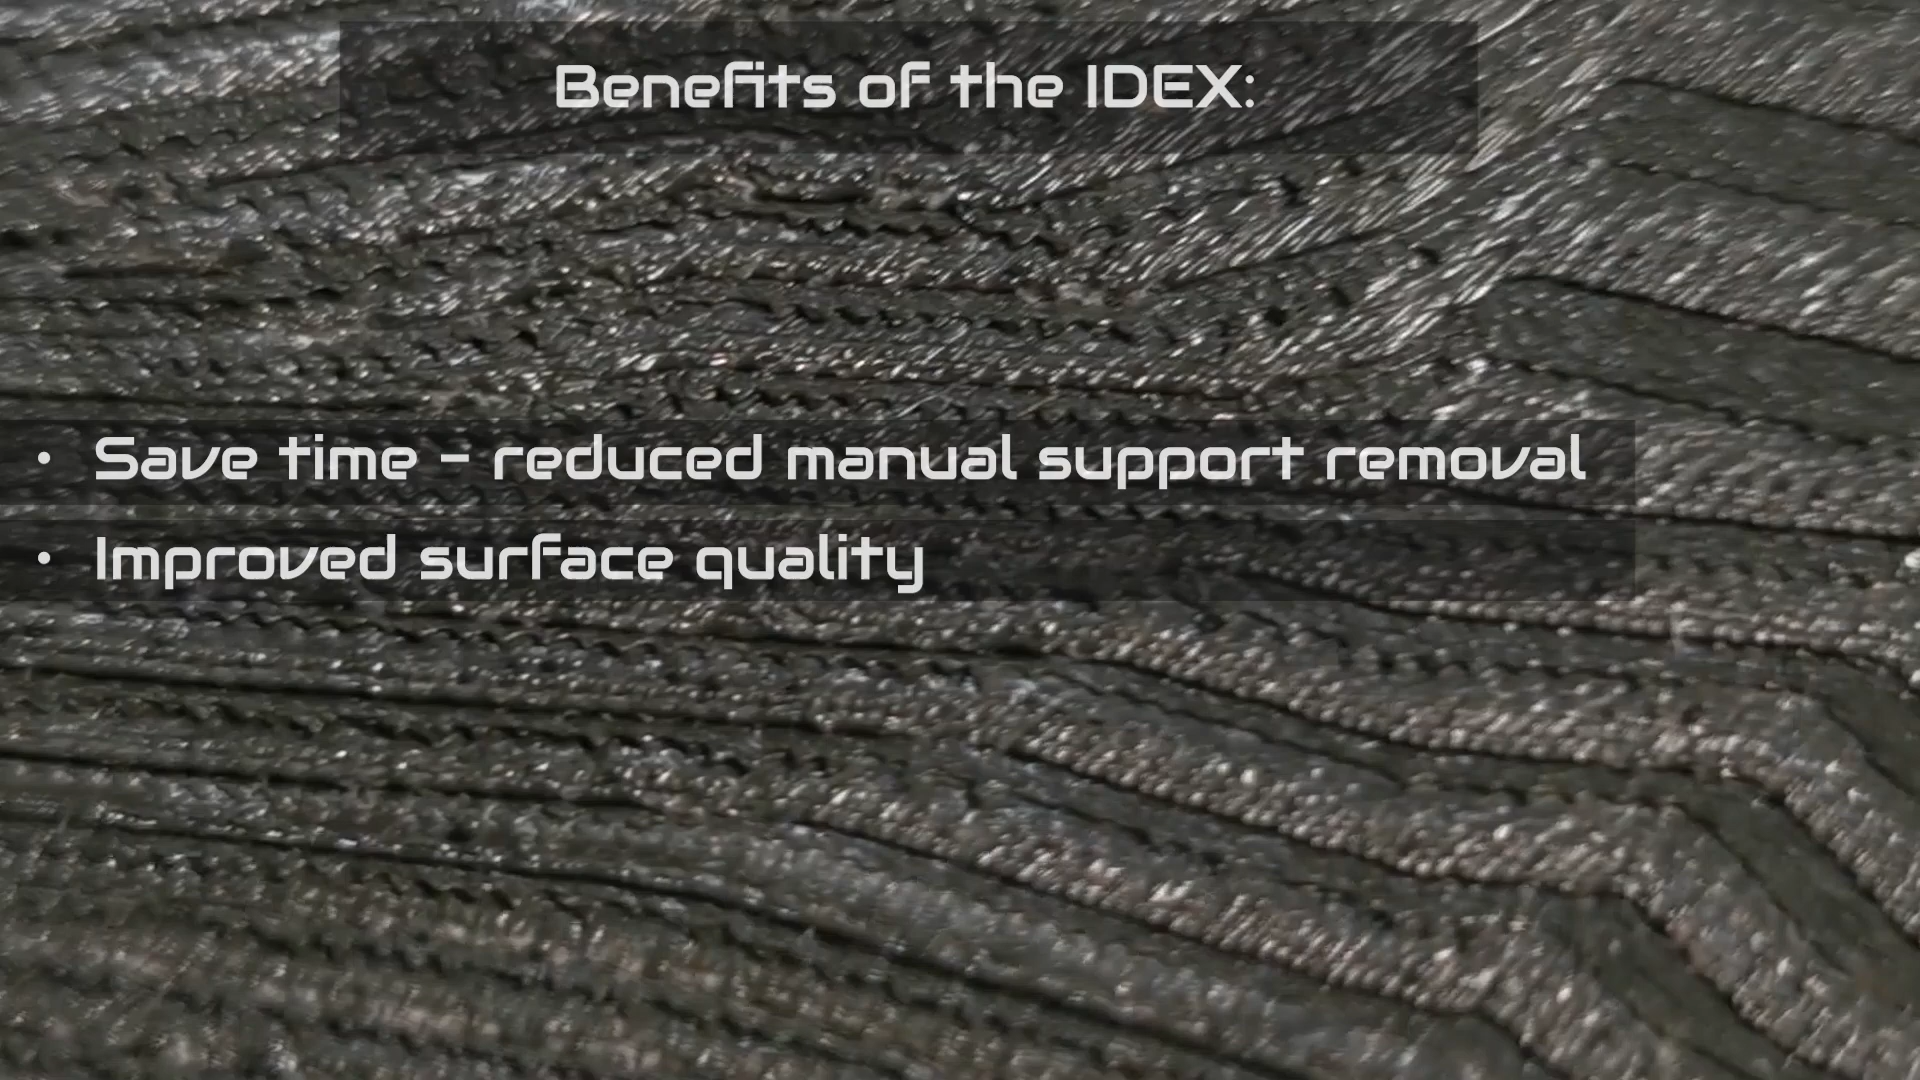 Benefits of the IDEX:
• Save time - reduced manual support removal
• Improved surface quality